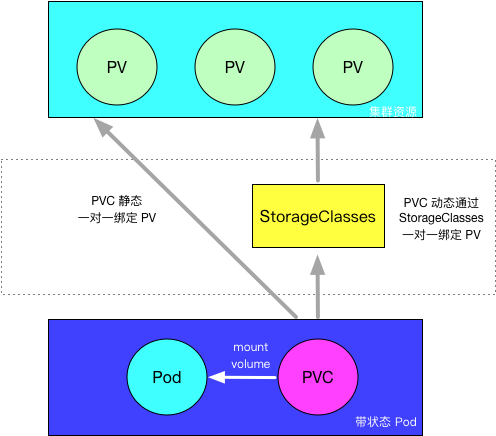 PV
PV
PV
集群资源
PVC 静态
一对一绑定 PV
StorageClasses
PVC 动态通过
StorageClasses
一对一绑定 PV
mount
volume
Pod
PVC
带状态 Pod